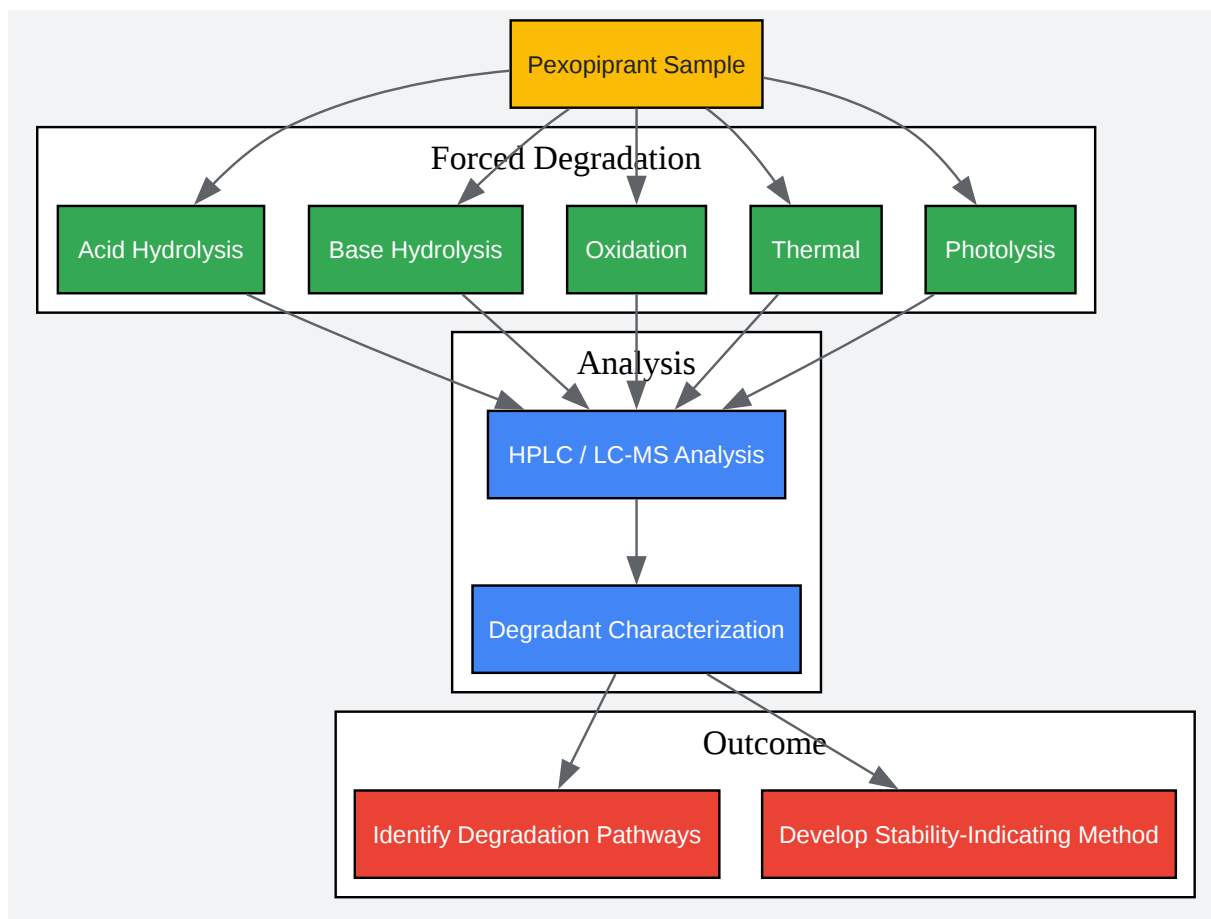 Pexopiprant Sample
Forced Degradation
Acid Hydrolysis
Base Hydrolysis
Oxidation
Thermal
Photolysis
Analysis
HPLC / LC-MS Analysis
Degradant Characterization
Outcome
Identify Degradation Pathways
Develop Stability-Indicating Method